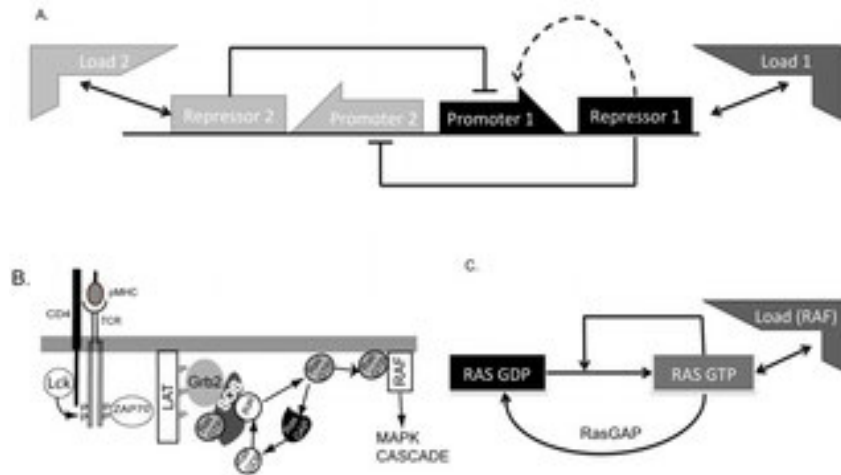 A.
Load 2
Load 1
Repressor 2
Promoter 2
Promoter 1
Repressor 1
B.
pMHC
CD4
TCR
Lck
ZAP70
LAT
Grb2
RAF
MAPK
CASCADE
C.
Load (RAF)
RAS GDP
RAS GTP
RasGAP